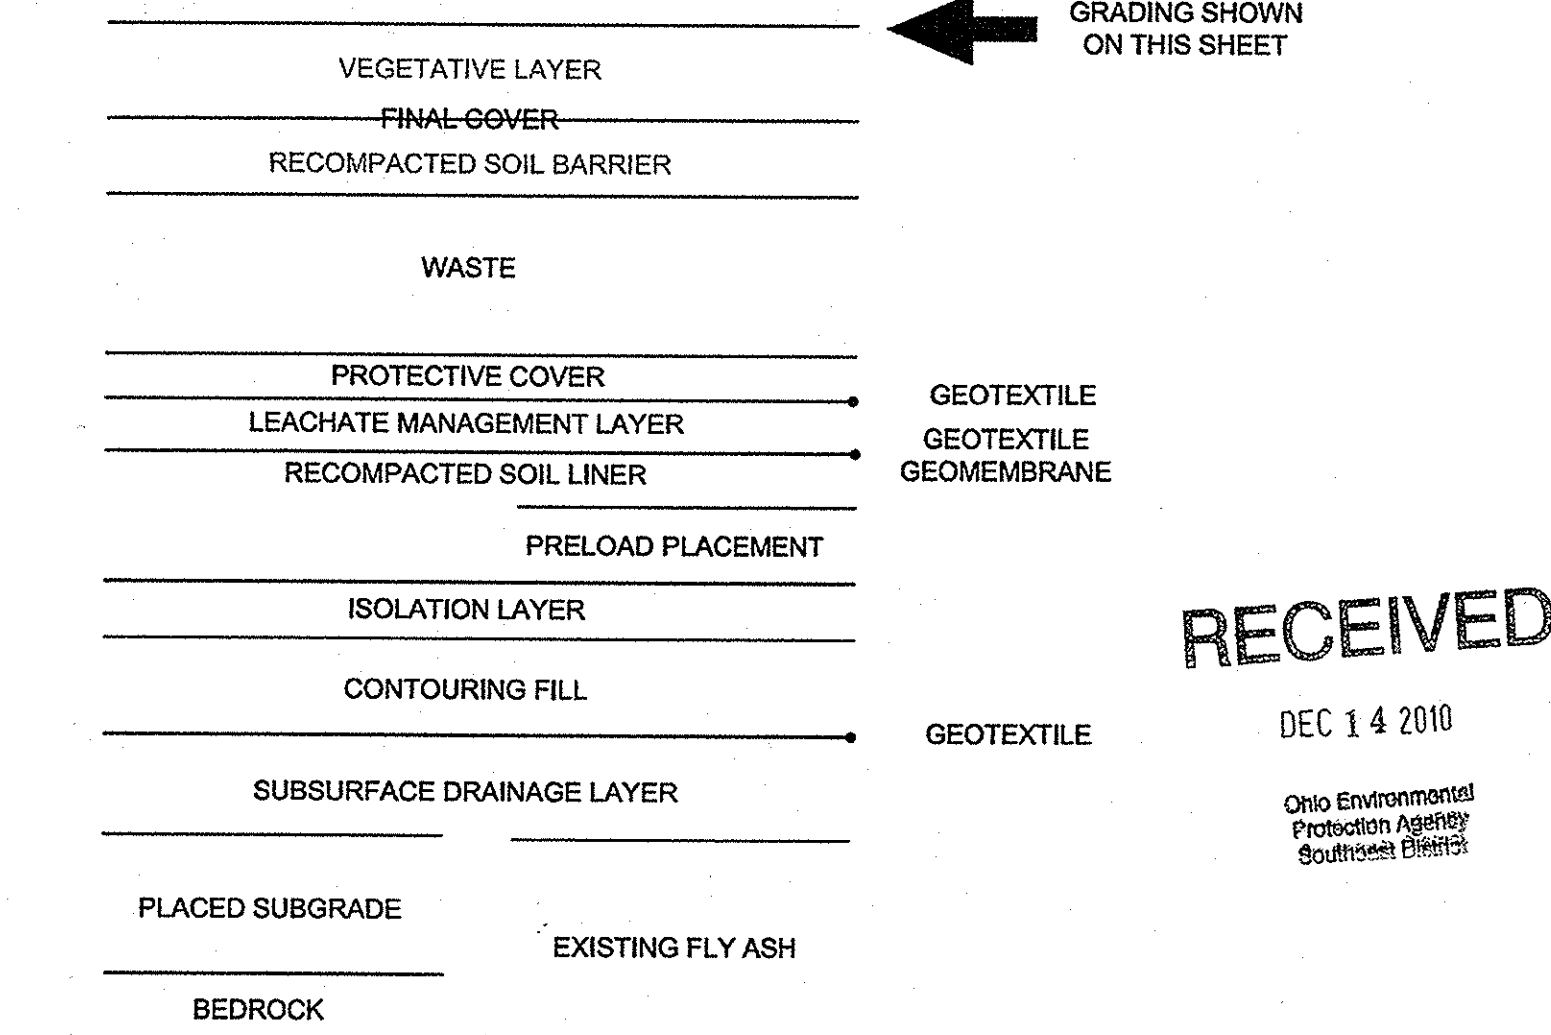 GRADING SHOWN
ON THIS SHEET
VEGETATIVE LAYER
FINAL COVER
RECOMPACTED SOIL BARRIER
WASTE
PROTECTIVE COVER
GEOTEXTILE
LEACHATE MANAGEMENT LAYER
GEOTEXTILE
GEOMEMBRANE
RECOMPACTED SOIL LINER
PRELOAD PLACEMENT
ISOLATION LAYER
CONTOURING FILL
GEOTEXTILE
SUBSURFACE DRAINAGE LAYER
PLACED SUBGRADE
EXISTING FLY ASH
BEDROCK
RECEIVED
DEC 14 2010
Ohio Environmental
Protection Agency
Southeast District